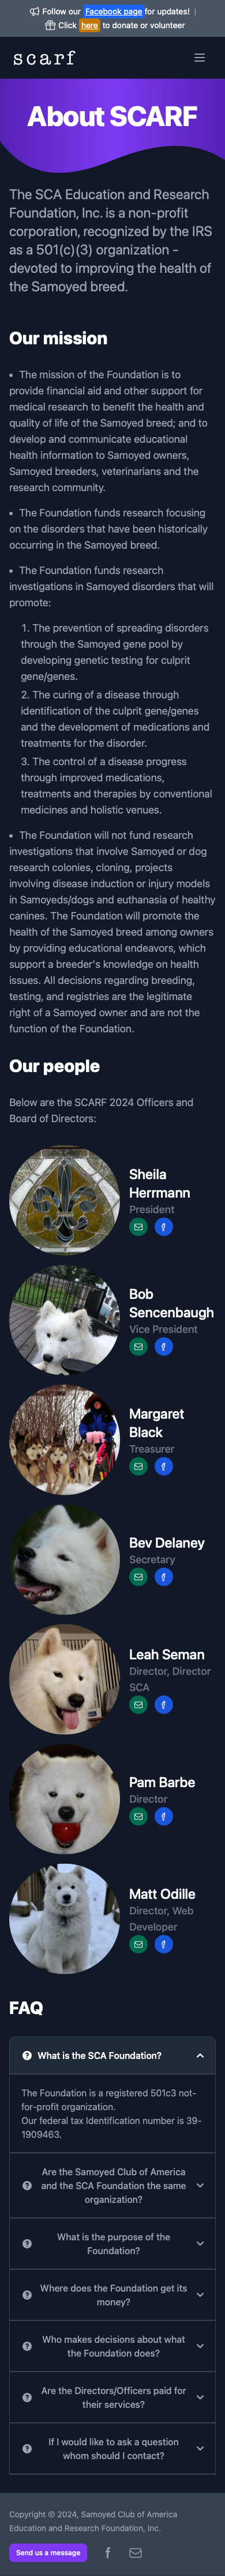 Follow our Facebook page for updates! |
Click here to donate or volunteer
scarf
About SCARF
The SCA Education and Research
Foundation, Inc. is a non-profit
corporation, recognized by the IRS
as a 501(c)(3) organization -
devoted to improving the health of
the Samoyed breed.
Our mission
• The mission of the Foundation is to
provide financial aid and other support for
medical research to benefit the health and
quality of life of the Samoyed breed; and to
develop and communicate educational
health information to Samoyed owners,
Samoyed breeders, veterinarians and the
research community.
• The Foundation funds research focusing
on the disorders that have been historically
occurring in the Samoyed breed.
• The Foundation funds research
investigations in Samoyed disorders that will
promote:
1. The prevention of spreading disorders
through the Samoyed gene pool by
developing genetic testing for culprit
gene/genes.
2. The curing of a disease through
identification of the culprit gene/genes
and the development of medications and
treatments for the disorder.
3. The control of a disease progress
through improved medications,
treatments and therapies by conventional
medicines and holistic venues.
• The Foundation will not fund research
investigations that involve Samoyed or dog
research colonies, cloning, projects
involving disease induction or injury models
in Samoyeds/dogs and euthanasia of healthy
canines. The Foundation will promote the
health of the Samoyed breed among owners
by providing educational endeavors, which
support a breeder's knowledge on health
issues. All decisions regarding breeding,
testing, and registries are the legitimate
right of a Samoyed owner and are not the
function of the Foundation.
Our people
Below are the SCARF 2024 Officers and
Board of Directors:
Sheila
Herrmann
President
Bob
Sencenbaugh
Vice President
Margaret
Black
Treasurer
Bev Delaney
Secretary
Leah Seman
Director, Director
SCA
Pam Barbe
Director
Matt Odille
Director, Web
Developer
FAQ
What is the SCA Foundation?
The Foundation is a registered 501c3 not-
for-profit organization.
Our federal tax Identification number is 39-
1909463.
Are the Samoyed Club of America
and the SCA Foundation the same
organization?
What is the purpose of the
Foundation?
Where does the Foundation get its
money?
Who makes decisions about what
the Foundation does?
Are the Directors/Officers paid for
their services?
If I would like to ask a question
whom should I contact?
Copyright © 2024, Samoyed Club of America
Education and Research Foundation, Inc.
Send us a message